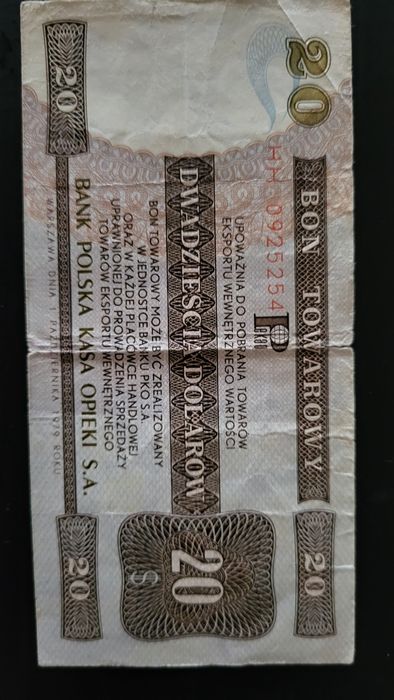 20
BON TOWAROWY
20
HH 0925254
PEKAO
UPOWAŻNIA DO POBRANIA TOWARÓW
EKSPORTU WEWNĘTRZNEGO WARTOŚCI
DWADZIEŚCIA DOLARÓW
20
$
BON TOWAROWY MOŻE BYĆ ZREALIZOWANY
W JEDNOSTCE BANKU PKO S.A.
ORAZ W KAŻDEJ PLACÓWCE HANDLOWEJ
UPRAWNIONEJ DO PROWADZENIA SPRZEDAŻY
TOWARÓW EKSPORTU WEWNĘTRZNEGO
20
BANK POLSKA KASA OPIEKI S.A.
20
WARSZAWA DNIA 1 PAŹDZIERNIKA 1979 ROKU